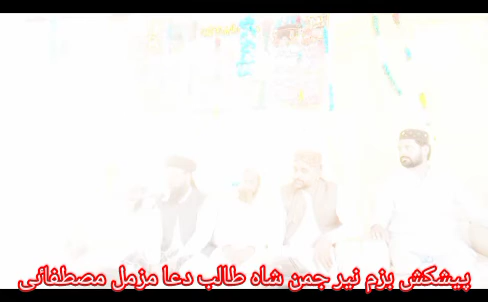 پیشکش بزم نیر جمن شاہ طالب دعا مزمل مصطفائی